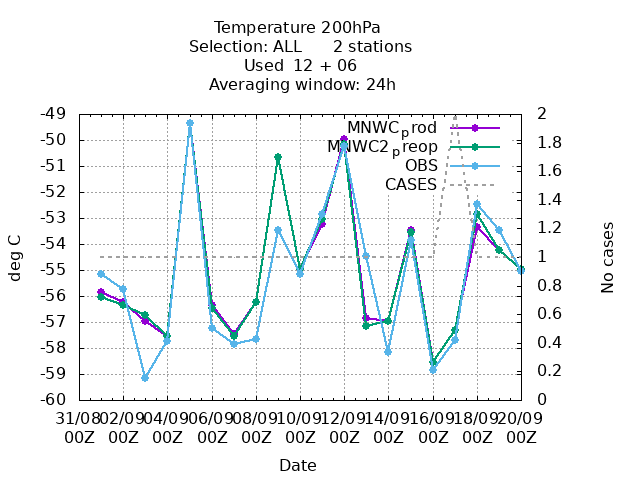 Temperature 200hPa
Selection: ALL 2 stations
Used 12 + 06
Averaging window: 24h
MNWC_prod
MNWC2_preop
OBS
CASES
-49
-50
-51
-52
-53
-54
-55
-56
-57
-58
-59
-60
2
1.8
1.6
1.4
1.2
1
0.8
0.6
0.4
0.2
0
deg C
No cases
31/08 02/09 04/09 06/09 08/09 10/09 12/09 14/09 16/09 18/09 20/09
00Z 00Z 00Z 00Z 00Z 00Z 00Z 00Z 00Z 00Z 00Z
Date